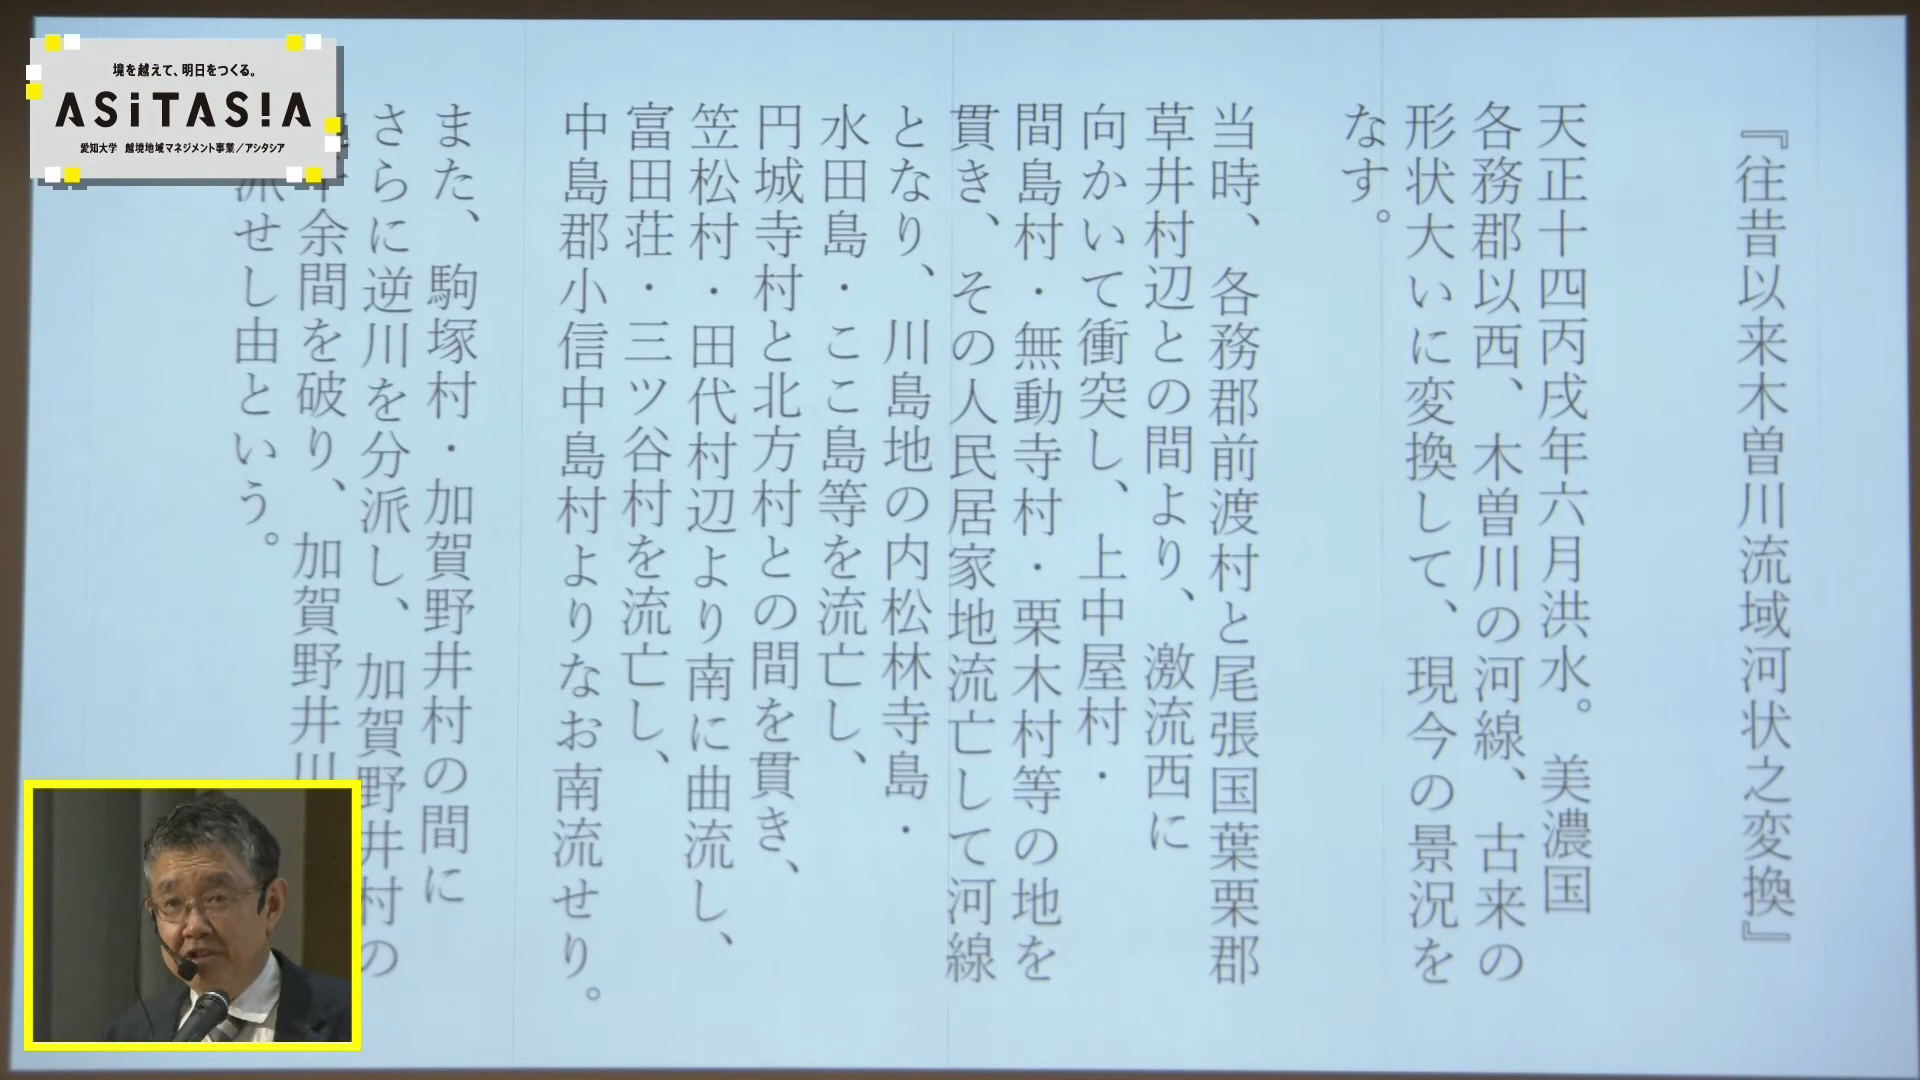 境を越えて、明日をつくる。
ASiTAS!A
愛知大学 越境地域マネジメント事業／アシタシア
『往昔以来木曽川流域河状之変換』
天正十四丙戌年六月洪水。美濃国
各務郡以西、木曽川の河線、古来の
形状大いに変換して、現今の景況を
なす。
当時、各務郡前渡村と尾張国葉栗郡
草井村辺との間より、激流西に
向かいて衝突し、上中屋村・
間島村・無動寺村・栗木村等の地を
貫き、その人民居家地流亡して河線
となり、川島地の内松林寺島・
水田島・ここ島等を流亡し、
円城寺村と北方村との間を貫き、
笠松村・田代村辺より南に曲流し、
富田荘・三ツ谷村を流亡し、
中島郡小信中島村よりなお南流せり。
また、駒塚村・加賀野井村の間に
さらに逆川を分派し、加賀野井村の
余間を破り、加賀野井川
派せし由という。